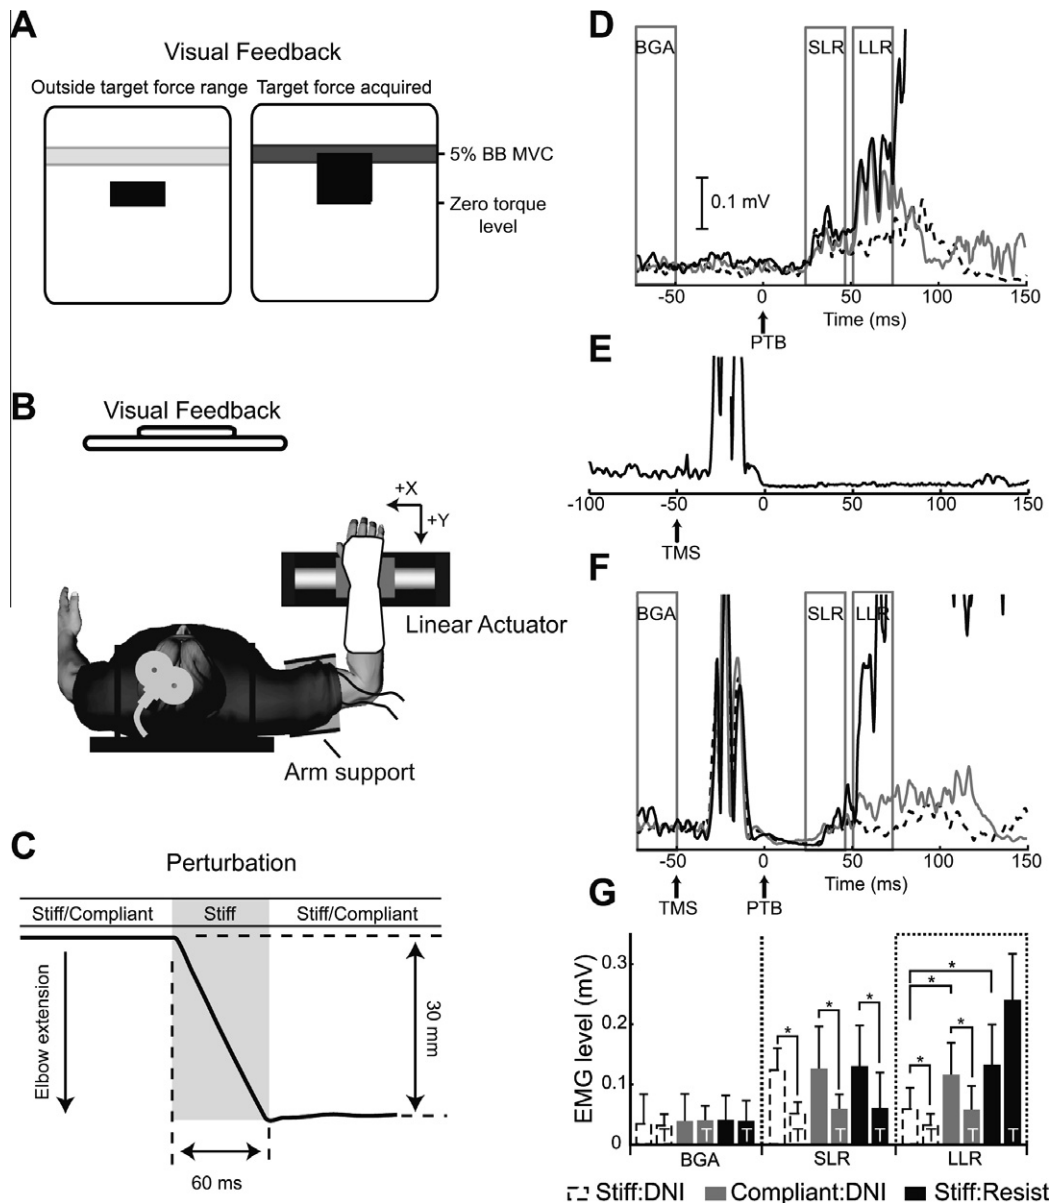 A
Visual Feedback
Outside target force range
Target force acquired
5% BB MVC
Zero torque
level
B
Visual Feedback
+X
+Y
Linear Actuator
Arm support
C
Perturbation
Stiff/Compliant
Stiff
Stiff/Compliant
Elbow extension
30 mm
60 ms
D
BGA
SLR
LLR
0.1 mV
-50
0
50
100
150
Time (ms)
PTB
E
-100
-50
0
50
100
150
TMS
F
BGA
SLR
LLR
-50
0
50
100
150
Time (ms)
TMS
PTB
G
EMG level (mV)
0.3
0.2
0.1
0
* * * * * * *
T T T T T T T T T
BGA
SLR
LLR
Stiff:DNI
Compliant:DNI
Stiff:Resist